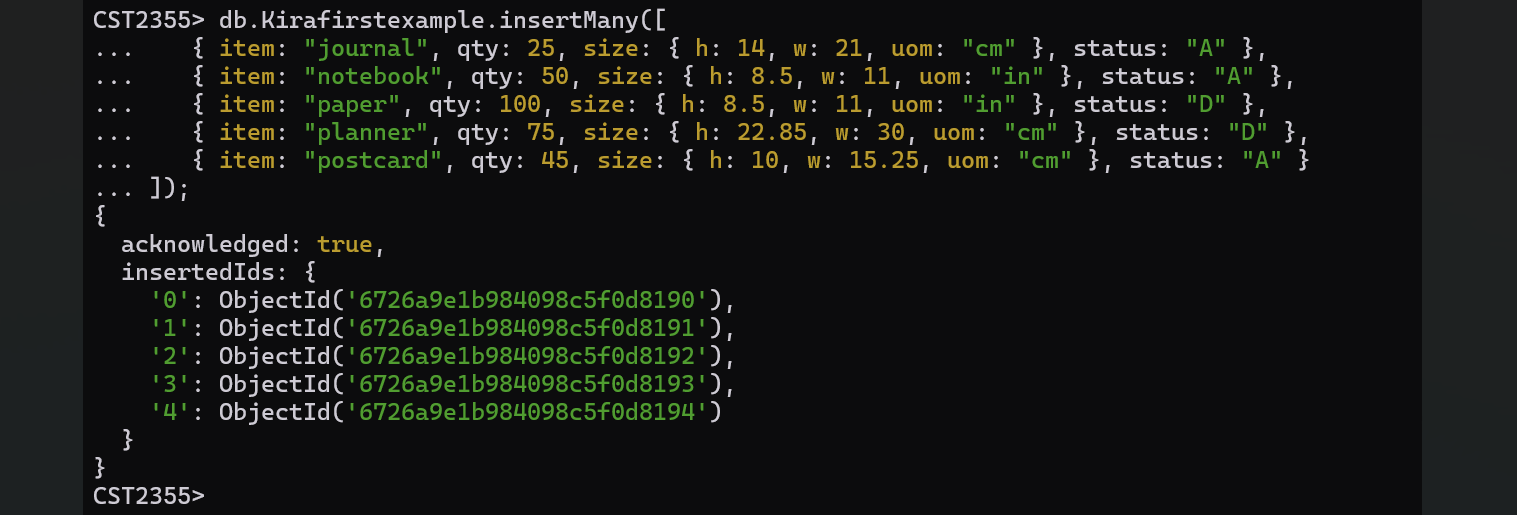 CST2355> db.Kirafirstexample.insertMany([
...    { item: "journal", qty: 25, size: { h: 14, w: 21, uom: "cm" }, status: "A" },
...    { item: "notebook", qty: 50, size: { h: 8.5, w: 11, uom: "in" }, status: "A" },
...    { item: "paper", qty: 100, size: { h: 8.5, w: 11, uom: "in" }, status: "D" },
...    { item: "planner", qty: 75, size: { h: 22.85, w: 30, uom: "cm" }, status: "D" },
...    { item: "postcard", qty: 45, size: { h: 10, w: 15.25, uom: "cm" }, status: "A" }
... ]);
{
  acknowledged: true,
  insertedIds: {
    '0': ObjectId('6726a9e1b984098c5f0d8190'),
    '1': ObjectId('6726a9e1b984098c5f0d8191'),
    '2': ObjectId('6726a9e1b984098c5f0d8192'),
    '3': ObjectId('6726a9e1b984098c5f0d8193'),
    '4': ObjectId('6726a9e1b984098c5f0d8194')
  }
}
CST2355>